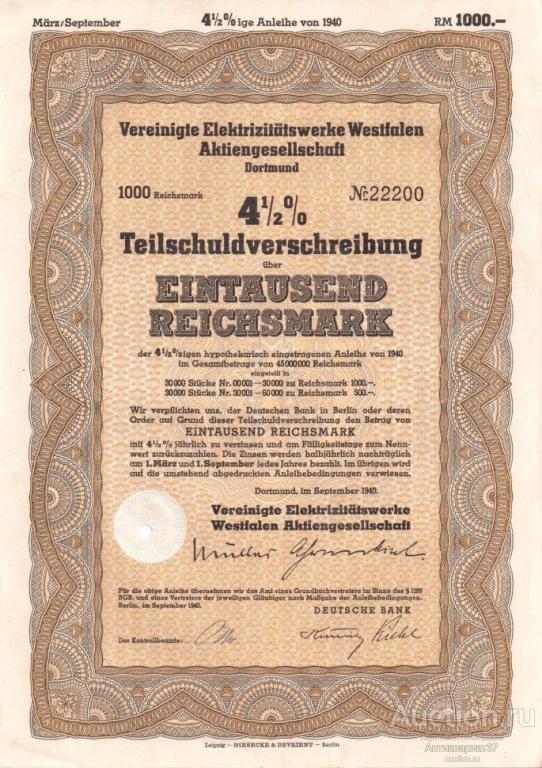 März/September 4½% ige Anleihe von 1940 RM 1000.–
Vereinigte Elektrizitätswerke Westfalen
Aktiengesellschaft
Dortmund
1000 Reichsmark № 22200
4½%
Teilschuldverschreibung
über
EINTAUSEND
REICHSMARK
der 4½%igen hypothekarisch eingetragenen Anleihe von 1940
im Gesamtbetrage von 45000000 Reichsmark
eingeteilt in
30000 Stücke Nr. 00001–30000 zu Reichsmark 1000.–,
30000 Stücke Nr. 30001–60000 zu Reichsmark 500.–.
Wir verpflichten uns, der Deutschen Bank in Berlin oder deren
Order auf Grund dieser Teilschuldverschreibung den Betrag von
EINTAUSEND REICHSMARK
mit 4½% jährlich zu verzinsen und am Fälligkeitstage zum Nenn-
wert zurückzuzahlen. Die Zinsen werden halbjährlich nachträglich
am 1. März und 1. September jedes Jahres bezahlt. Im übrigen wird
auf die umstehend abgedruckten Anleihebedingungen verwiesen.
Dortmund, im September 1940.
Vereinigte Elektrizitätswerke
Westfalen Aktiengesellschaft
Müller
Für die obige Anleihe übernehmen wir das Amt eines Grundbuchvertreters im Sinne des § 1189
BGB. und eines Vertreters der jeweiligen Gläubiger nach Maßgabe der Anleihebedingungen.
Berlin, im September 1940.
DEUTSCHE BANK
Der Kontrollbeamte:
Leipzig – GIESECKE & DEVRIENT – Berlin
Auction.ru
Антиквариат37
auction.ru